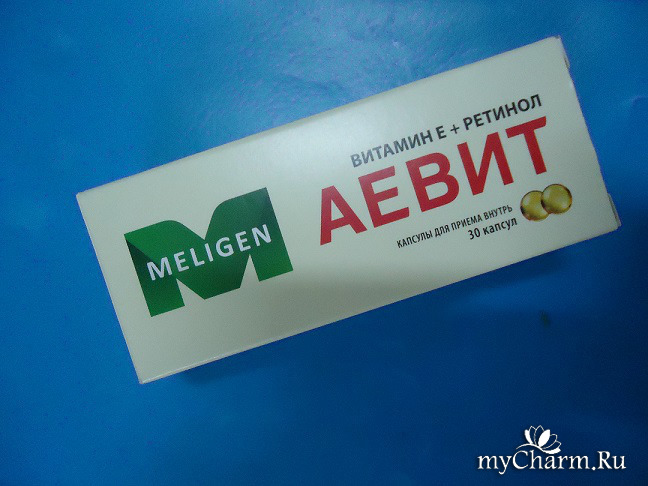 MELIGEN
ВИТАМИН Е + РЕТИНОЛ
АЕВИТ
КАПСУЛЫ ДЛЯ ПРИЕМА ВНУТРЬ
30 капсул
myCharm.Ru